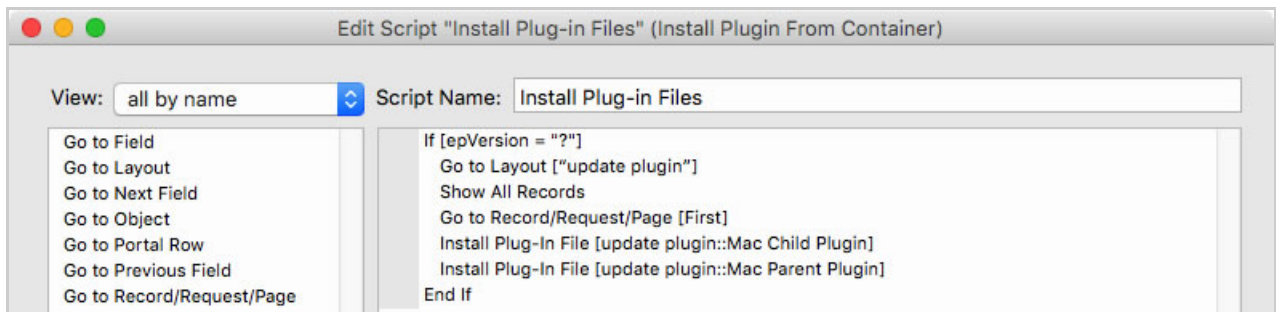 Edit Script "Install Plug-in Files" (Install Plugin From Container)
View: all by name Script Name: Install Plug-in Files
Go to Field
Go to Layout
Go to Next Field
Go to Object
Go to Portal Row
Go to Previous Field
Go to Record/Request/Page
If [epVersion = "?"]
Go to Layout [“update plugin”]
Show All Records
Go to Record/Request/Page [First]
Install Plug-In File [update plugin::Mac Child Plugin]
Install Plug-In File [update plugin::Mac Parent Plugin]
End If